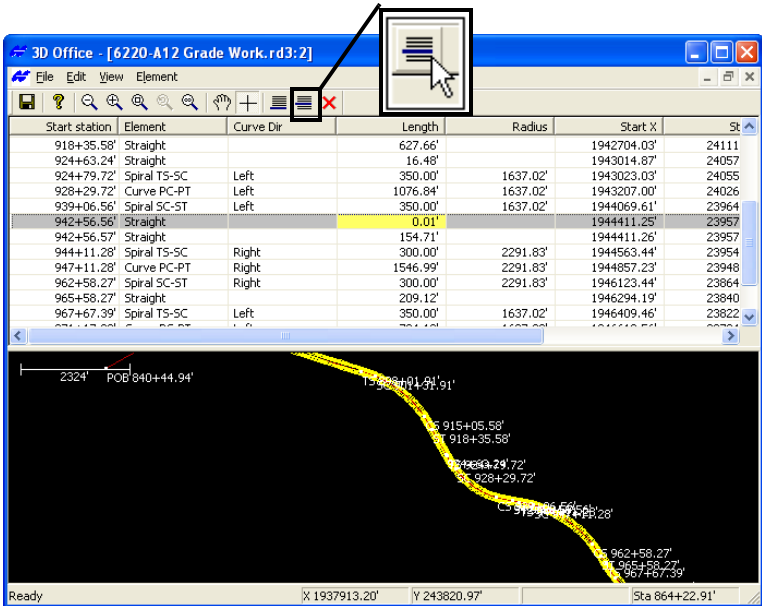 3D Office - [6220-A12 Grade Work.rd3:2]
File Edit View Element
Start station Element Curve Dir Length Radius Start X St
918+35.58' Straight 627.66' 1942704.03' 24111
924+63.24' Straight 16.48' 1943014.87' 24057
924+79.72' Spiral TS-SC Left 350.00' 1637.02' 1943023.03' 24055
928+29.72' Curve PC-PT Left 1076.84' 1637.02' 1943207.00' 24026
939+06.56' Spiral SC-ST Left 350.00' 1637.02' 1944069.61' 23964
942+56.56' Straight 0.01' 1944411.25' 23957
942+56.57' Straight 154.71' 1944411.26' 23957
944+11.28' Spiral TS-SC Right 300.00' 2291.83' 1944563.44' 23954
947+11.28' Curve PC-PT Right 1546.99' 2291.83' 1944857.23' 23948
962+58.27' Spiral SC-ST Right 300.00' 2291.83' 1946123.44' 23864
965+58.27' Straight 209.12' 1946294.19' 23840
967+67.39' Spiral TS-SC Left 350.00' 1637.02' 1946409.46' 23822
2324' POB 840+44.94'
915+05.58'
ST 918+35.58'
928+29.72'
962+58.27'
965+58.27'
967+67.39'
Ready X 1937913.20' Y 243820.97' Sta 864+22.91'